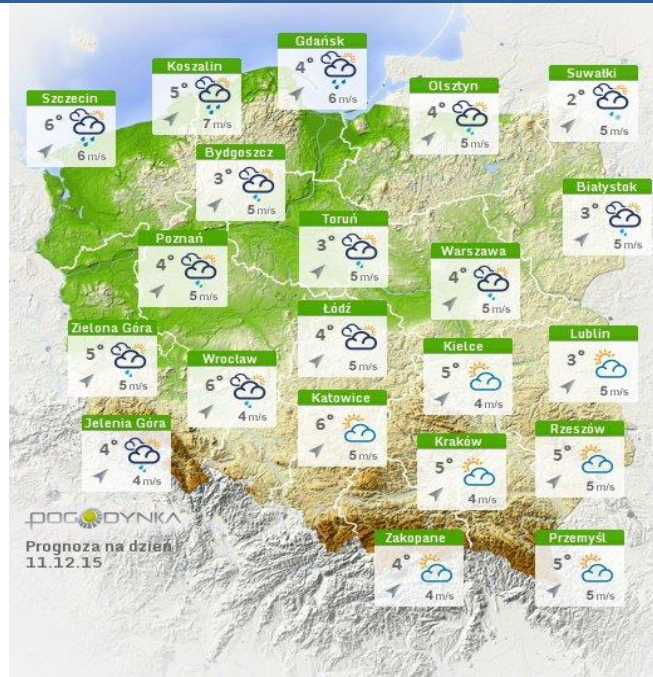 Gdańsk
4°
6 m/s
Koszalin
5°
7 m/s
Suwałki
2°
5 m/s
Olsztyn
4°
5 m/s
Szczecin
6°
6 m/s
Bydgoszcz
3°
5 m/s
Białystok
3°
5 m/s
Toruń
3°
5 m/s
Poznań
4°
5 m/s
Warszawa
4°
5 m/s
Łódź
4°
5 m/s
Zielona Góra
5°
5 m/s
Lublin
3°
5 m/s
Kielce
5°
4 m/s
Wrocław
6°
4 m/s
Katowice
6°
5 m/s
Jelenia Góra
4°
4 m/s
Rzeszów
5°
5 m/s
Kraków
5°
4 m/s
POGODYNKA
Prognoza na dzień
11.12.15
Zakopane
4°
4 m/s
Przemyśl
5°
5 m/s